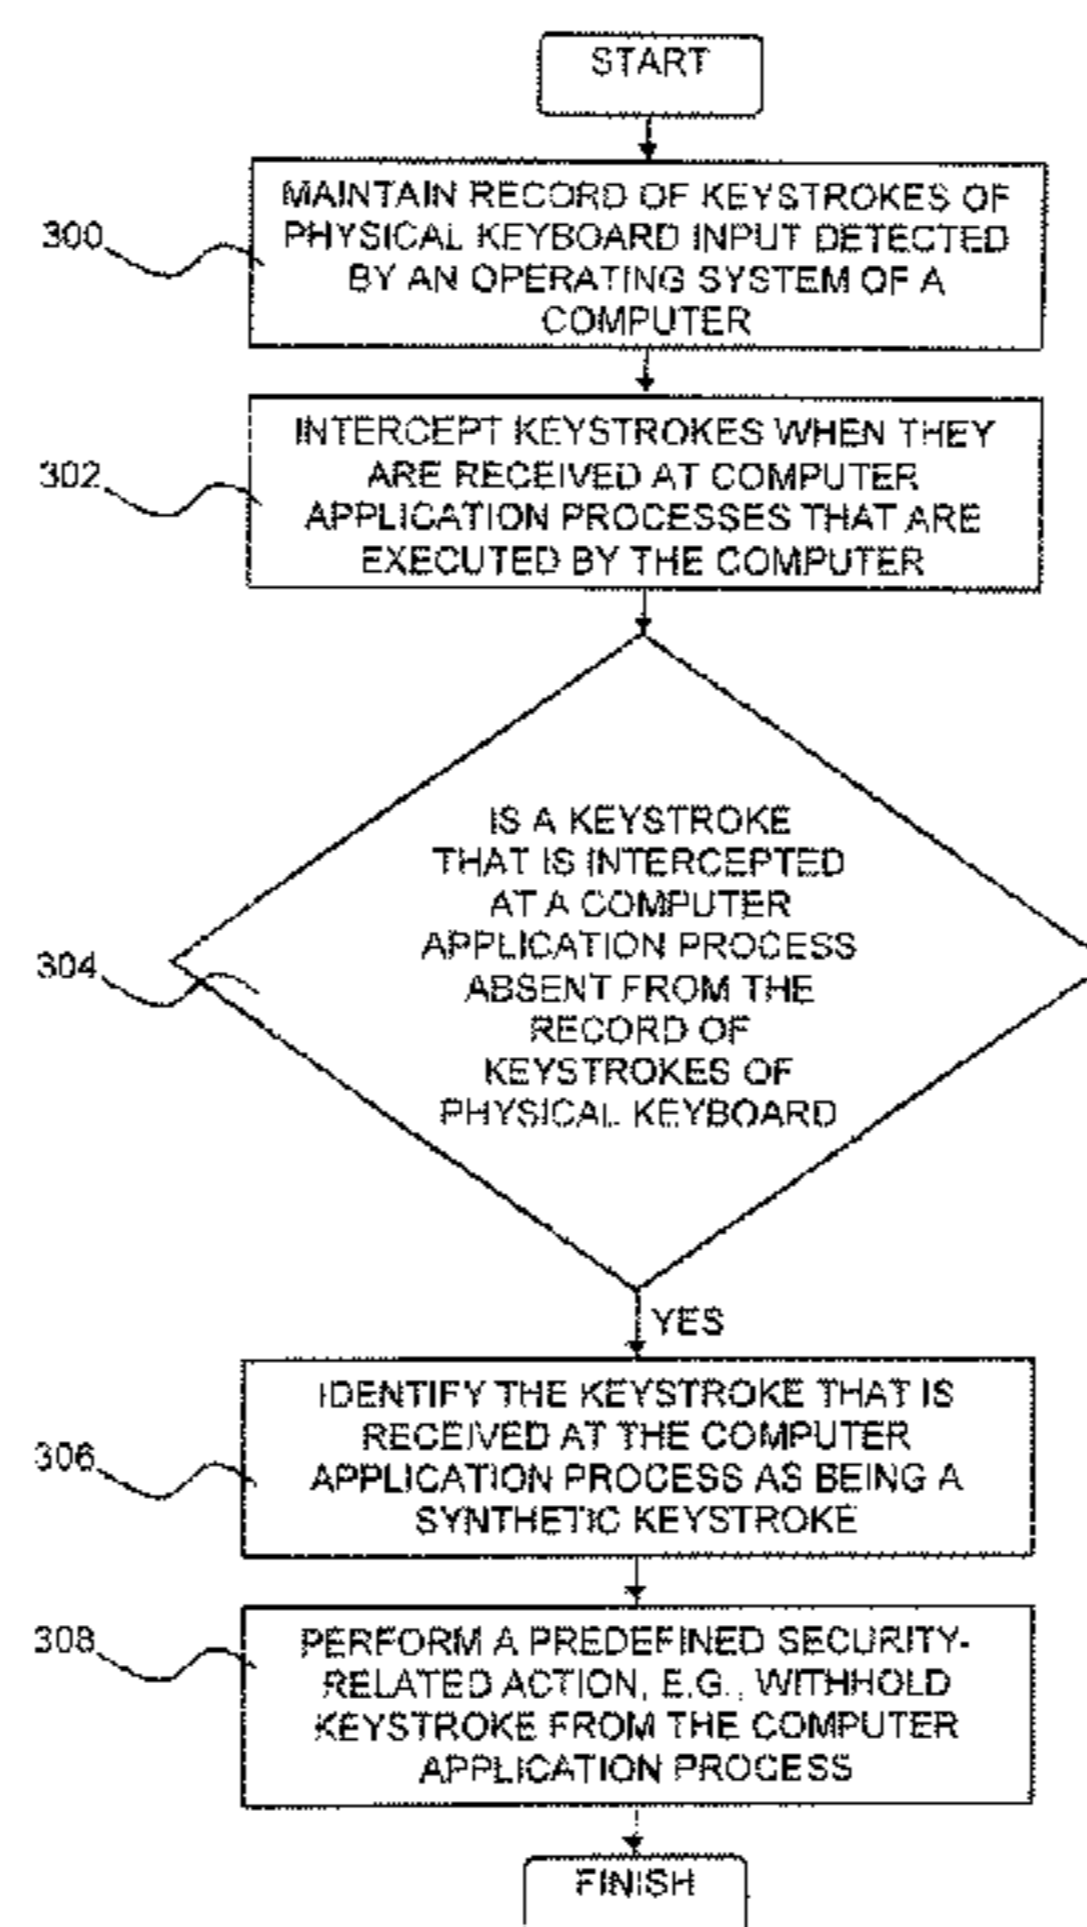 START
300
MAINTAIN RECORD OF KEYSTROKES OF
PHYSICAL KEYBOARD INPUT DETECTED
BY AN OPERATING SYSTEM OF A
COMPUTER
302
INTERCEPT KEYSTROKES WHEN THEY
ARE RECEIVED AT COMPUTER
APPLICATION PROCESSES THAT ARE
EXECUTED BY THE COMPUTER
304
IS A KEYSTROKE
THAT IS INTERCEPTED
AT A COMPUTER
APPLICATION PROCESS
ABSENT FROM THE
RECORD OF
KEYSTROKES OF
PHYSICAL KEYBOARD
YES
306
IDENTIFY THE KEYSTROKE THAT IS
RECEIVED AT THE COMPUTER
APPLICATION PROCESS AS BEING A
SYNTHETIC KEYSTROKE
308
PERFORM A PREDEFINED SECURITY-
RELATED ACTION, E.G., WITHHOLD
KEYSTROKE FROM THE COMPUTER
APPLICATION PROCESS
FINISH